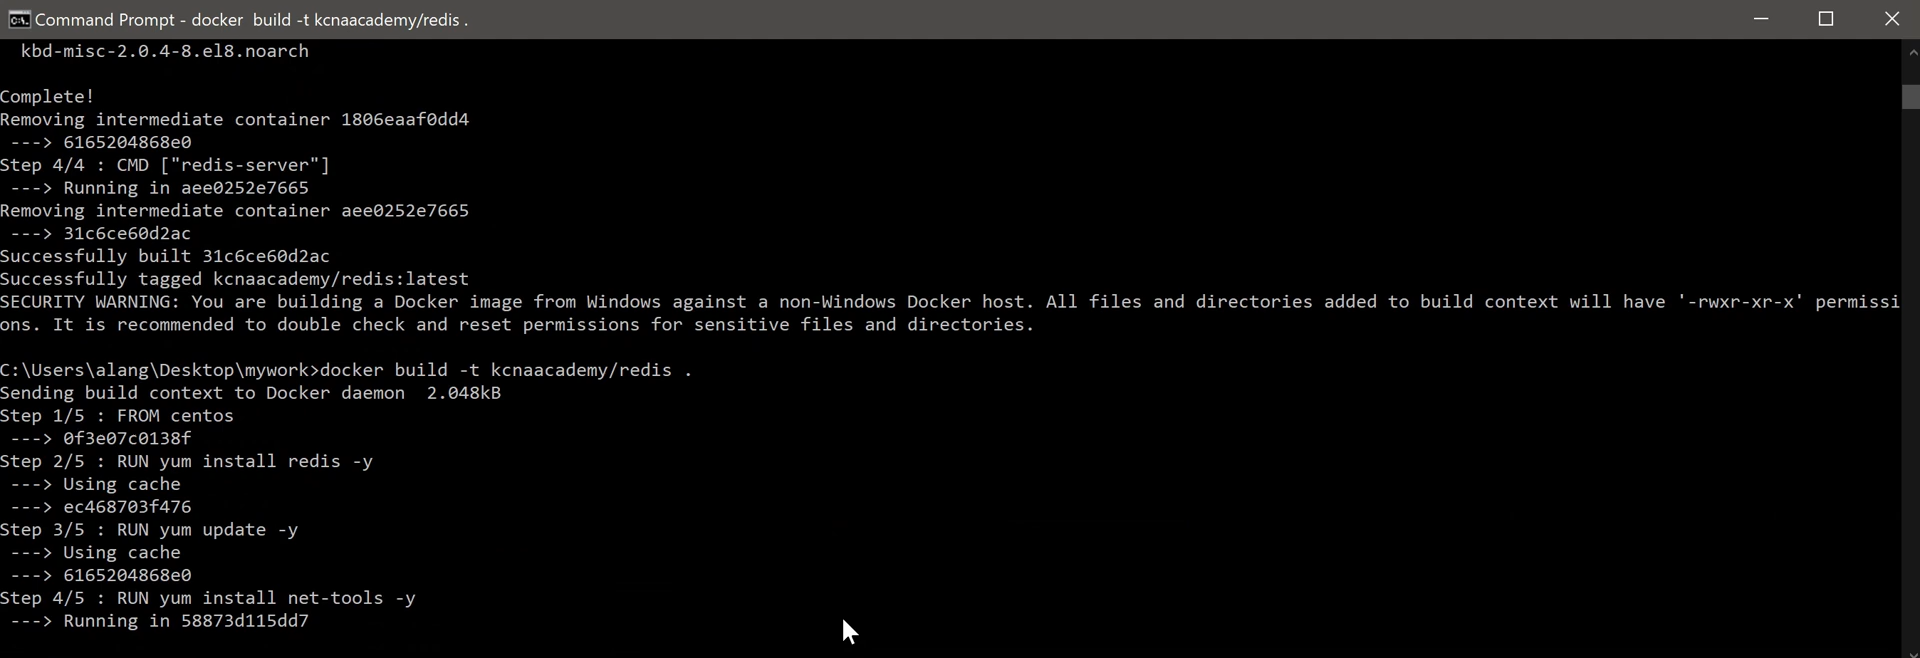 Command Prompt - docker  build -t kcnaacademy/redis .
  kbd-misc-2.0.4-8.el8.noarch

Complete!
Removing intermediate container 1806eaaf0dd4
 ---> 6165204868e0
Step 4/4 : CMD ["redis-server"]
 ---> Running in aee0252e7665
Removing intermediate container aee0252e7665
 ---> 31c6ce60d2ac
Successfully built 31c6ce60d2ac
Successfully tagged kcnaacademy/redis:latest
SECURITY WARNING: You are building a Docker image from Windows against a non-Windows Docker host. All files and directories added to build context will have '-rwxr-xr-x' permissi
ons. It is recommended to double check and reset permissions for sensitive files and directories.

C:\Users\alang\Desktop\mywork>docker build -t kcnaacademy/redis .
Sending build context to Docker daemon  2.048kB
Step 1/5 : FROM centos
 ---> 0f3e07c0138f
Step 2/5 : RUN yum install redis -y
 ---> Using cache
 ---> ec468703f476
Step 3/5 : RUN yum update -y
 ---> Using cache
 ---> 6165204868e0
Step 4/5 : RUN yum install net-tools -y
 ---> Running in 58873d115dd7